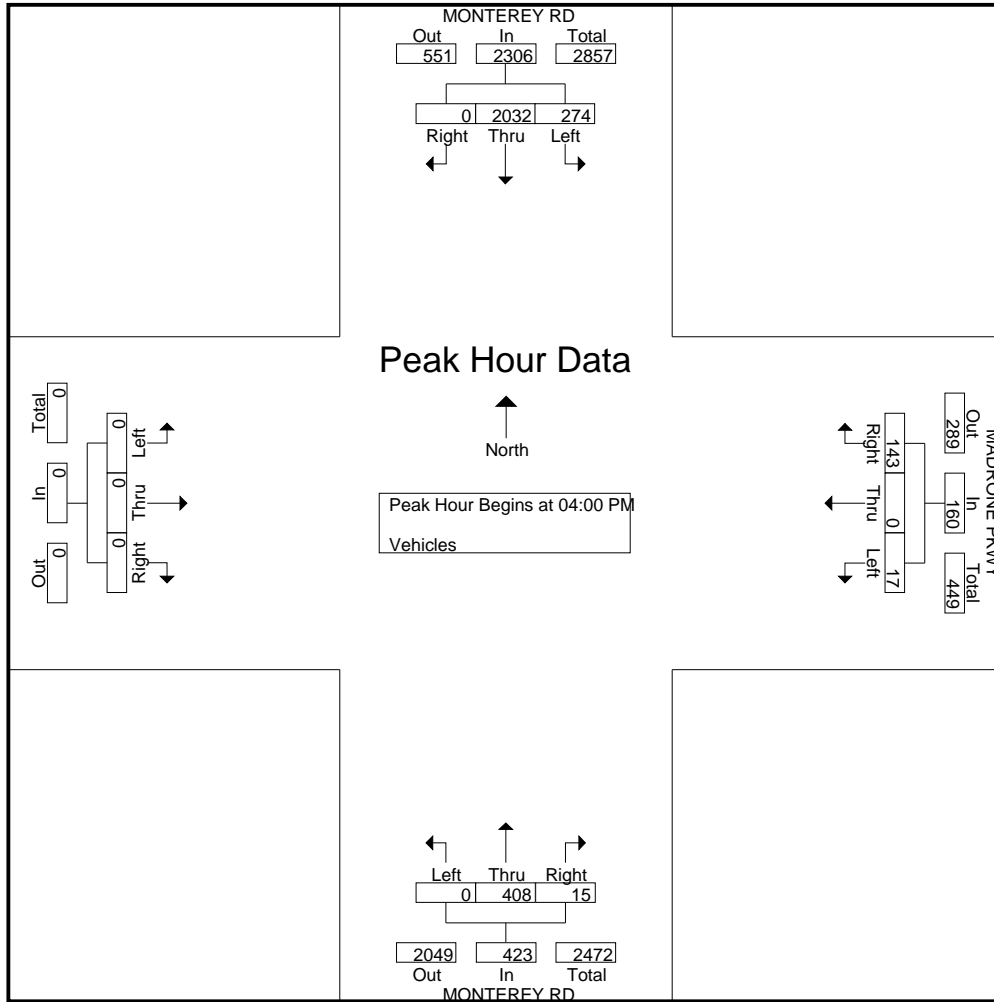 MONTEREY RD
Out In Total
551 2306 2857
0 2032 274
Right Thru Left
Peak Hour Data
North
Peak Hour Begins at 04:00 PM
Vehicles
Total In Out
0 0 0
0 0 0
Left Thru Right
MADRONE PKWY
Out In Total
289 160 449
143 0 17
Right Thru Left
Left Thru Right
0 408 15
2049 423 2472
Out In Total
MONTEREY RD